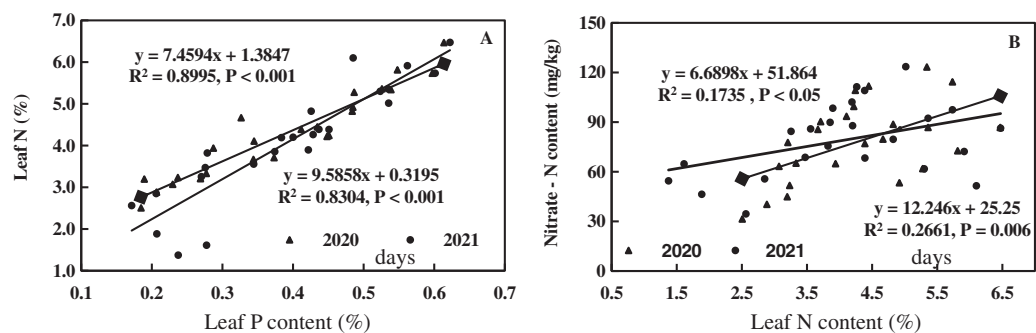 A
y = 7.4594x + 1.3847
R² = 0.8995, P < 0.001
y = 9.5858x + 0.3195
R² = 0.8304, P < 0.001
2020 2021
days
7.0
6.0
5.0
4.0
3.0
2.0
1.0
Leaf N (%)
0.1 0.2 0.3 0.4 0.5 0.6 0.7
Leaf P content (%)
B
y = 6.6898x + 51.864
R² = 0.1735 , P < 0.05
y = 12.246x + 25.25
R² = 0.2661, P = 0.006
2020 2021
days
150
120
90
60
30
0
Nitrate - N content (mg/kg)
0.5 1.5 2.5 3.5 4.5 5.5 6.5
Leaf N content (%)